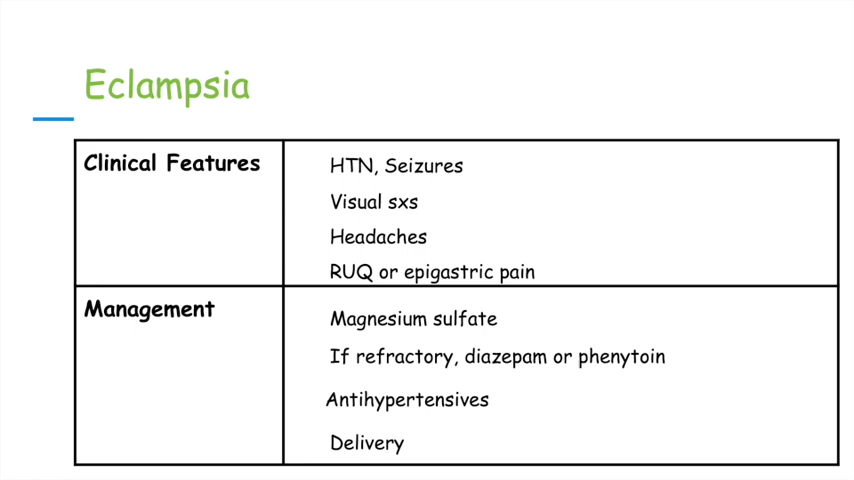 Eclampsia
Clinical Features
HTN, Seizures
Visual sxs
Headaches
RUQ or epigastric pain
Management
Magnesium sulfate
If refractory, diazepam or phenytoin
Antihypertensives
Delivery